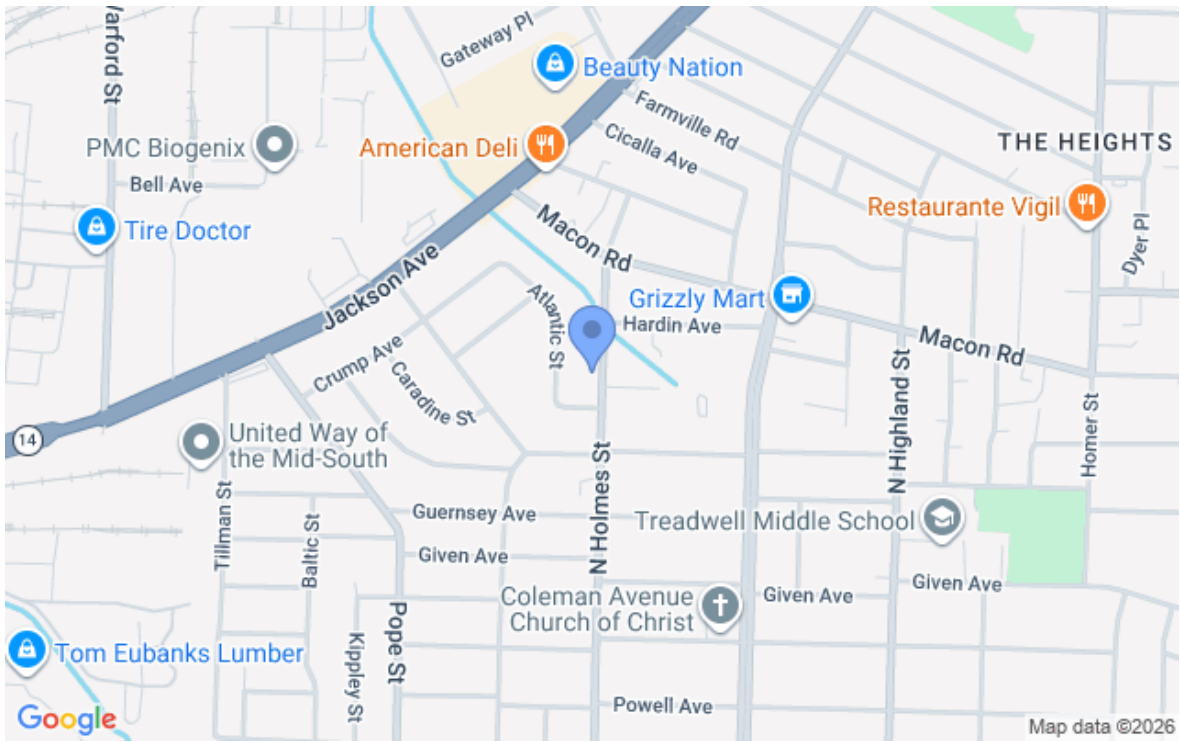 Warford St
Gateway Pl
Beauty Nation
Farmville Rd
Cicalla Ave
THE HEIGHTS
PMC Biogenix
American Deli
Bell Ave
Restaurante Vigil
Tire Doctor
Macon Rd
Dyer Pl
Jackson Ave
Atlantic St
Grizzly Mart
Hardin Ave
Macon Rd
Crump Ave
Caradine St
N Highland St
Homer St
14
United Way of
the Mid-South
N Holmes St
Tillman St
Baltic St
Guernsey Ave
Treadwell Middle School
Given Ave
Given Ave
Coleman Avenue
Church of Christ
Given Ave
Pope St
Kippley St
Tom Eubanks Lumber
Powell Ave
Google
Map data ©2026